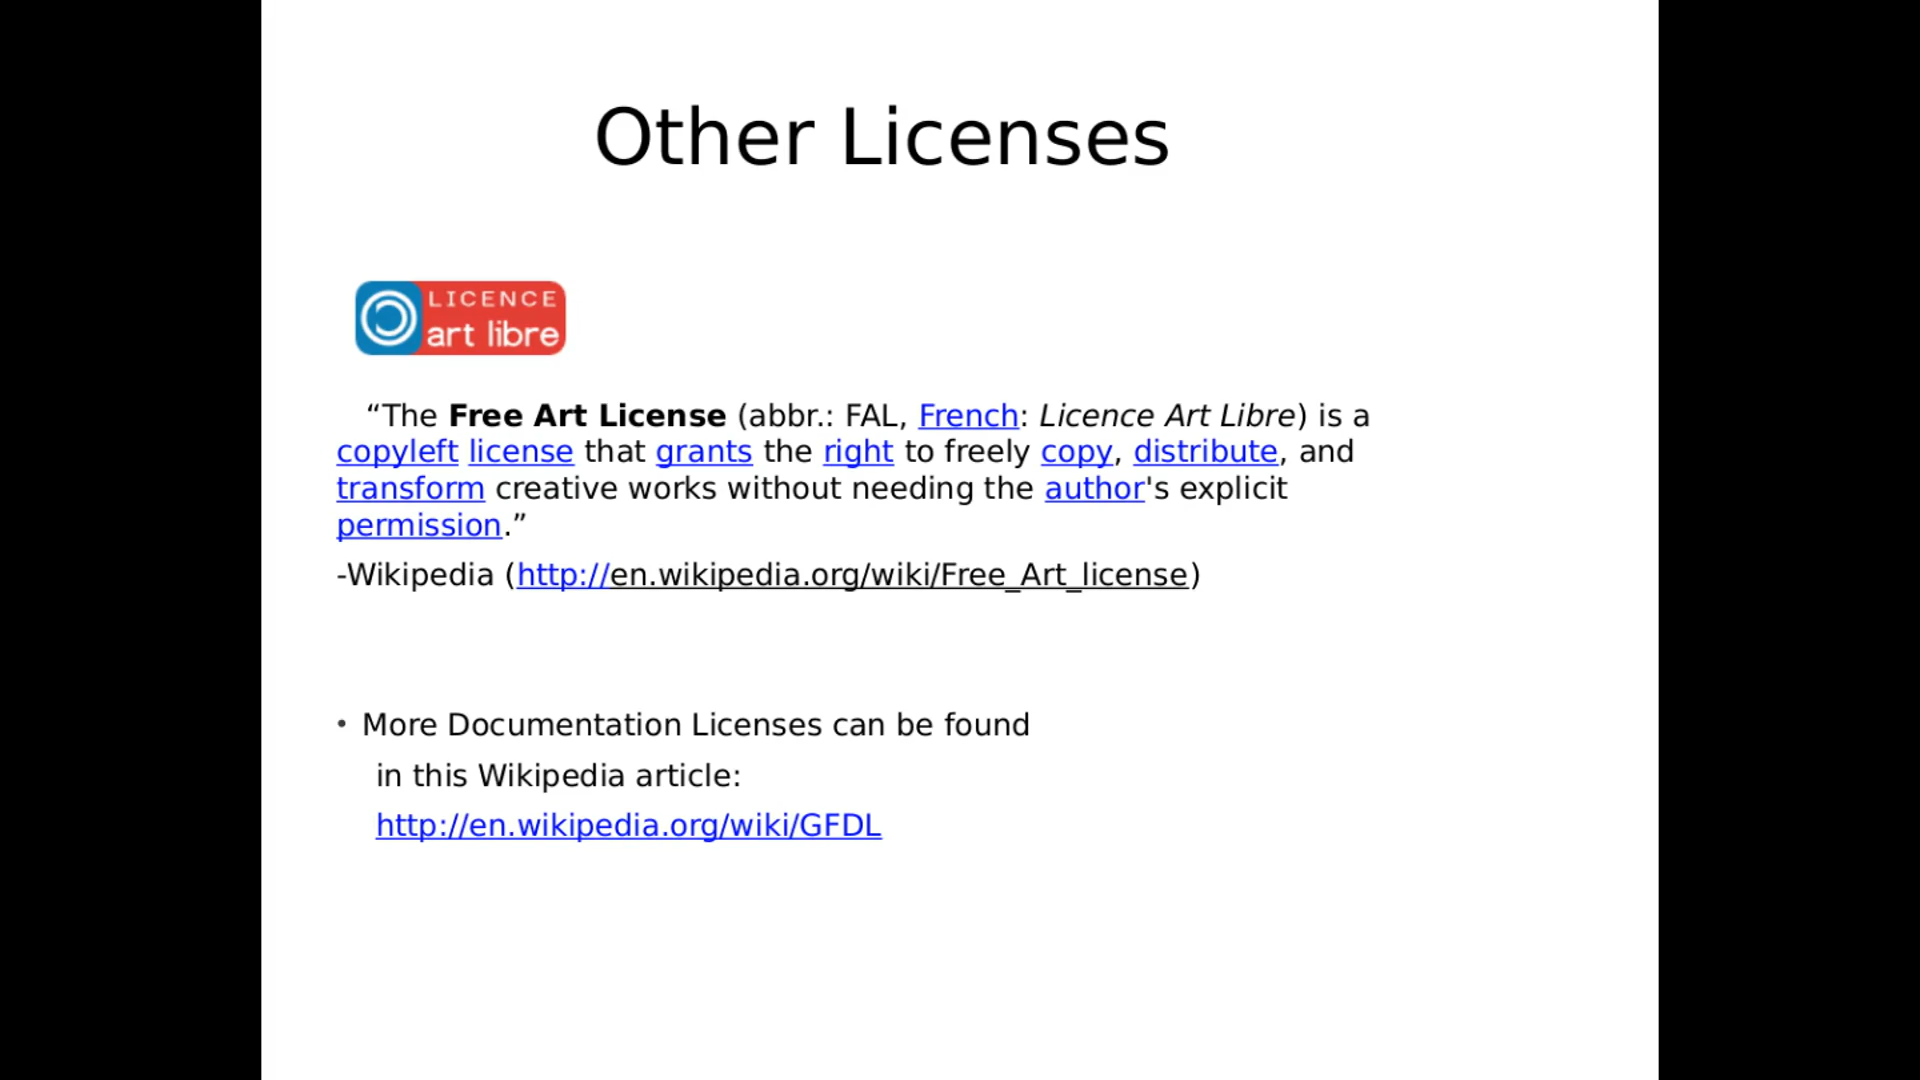 Other Licenses
LICENCE
art libre
“The Free Art License (abbr.: FAL, French: Licence Art Libre) is a
copyleft license that grants the right to freely copy, distribute, and
transform creative works without needing the author's explicit
permission.”
-Wikipedia (http://en.wikipedia.org/wiki/Free_Art_license)
• More Documentation Licenses can be found
in this Wikipedia article:
http://en.wikipedia.org/wiki/GFDL